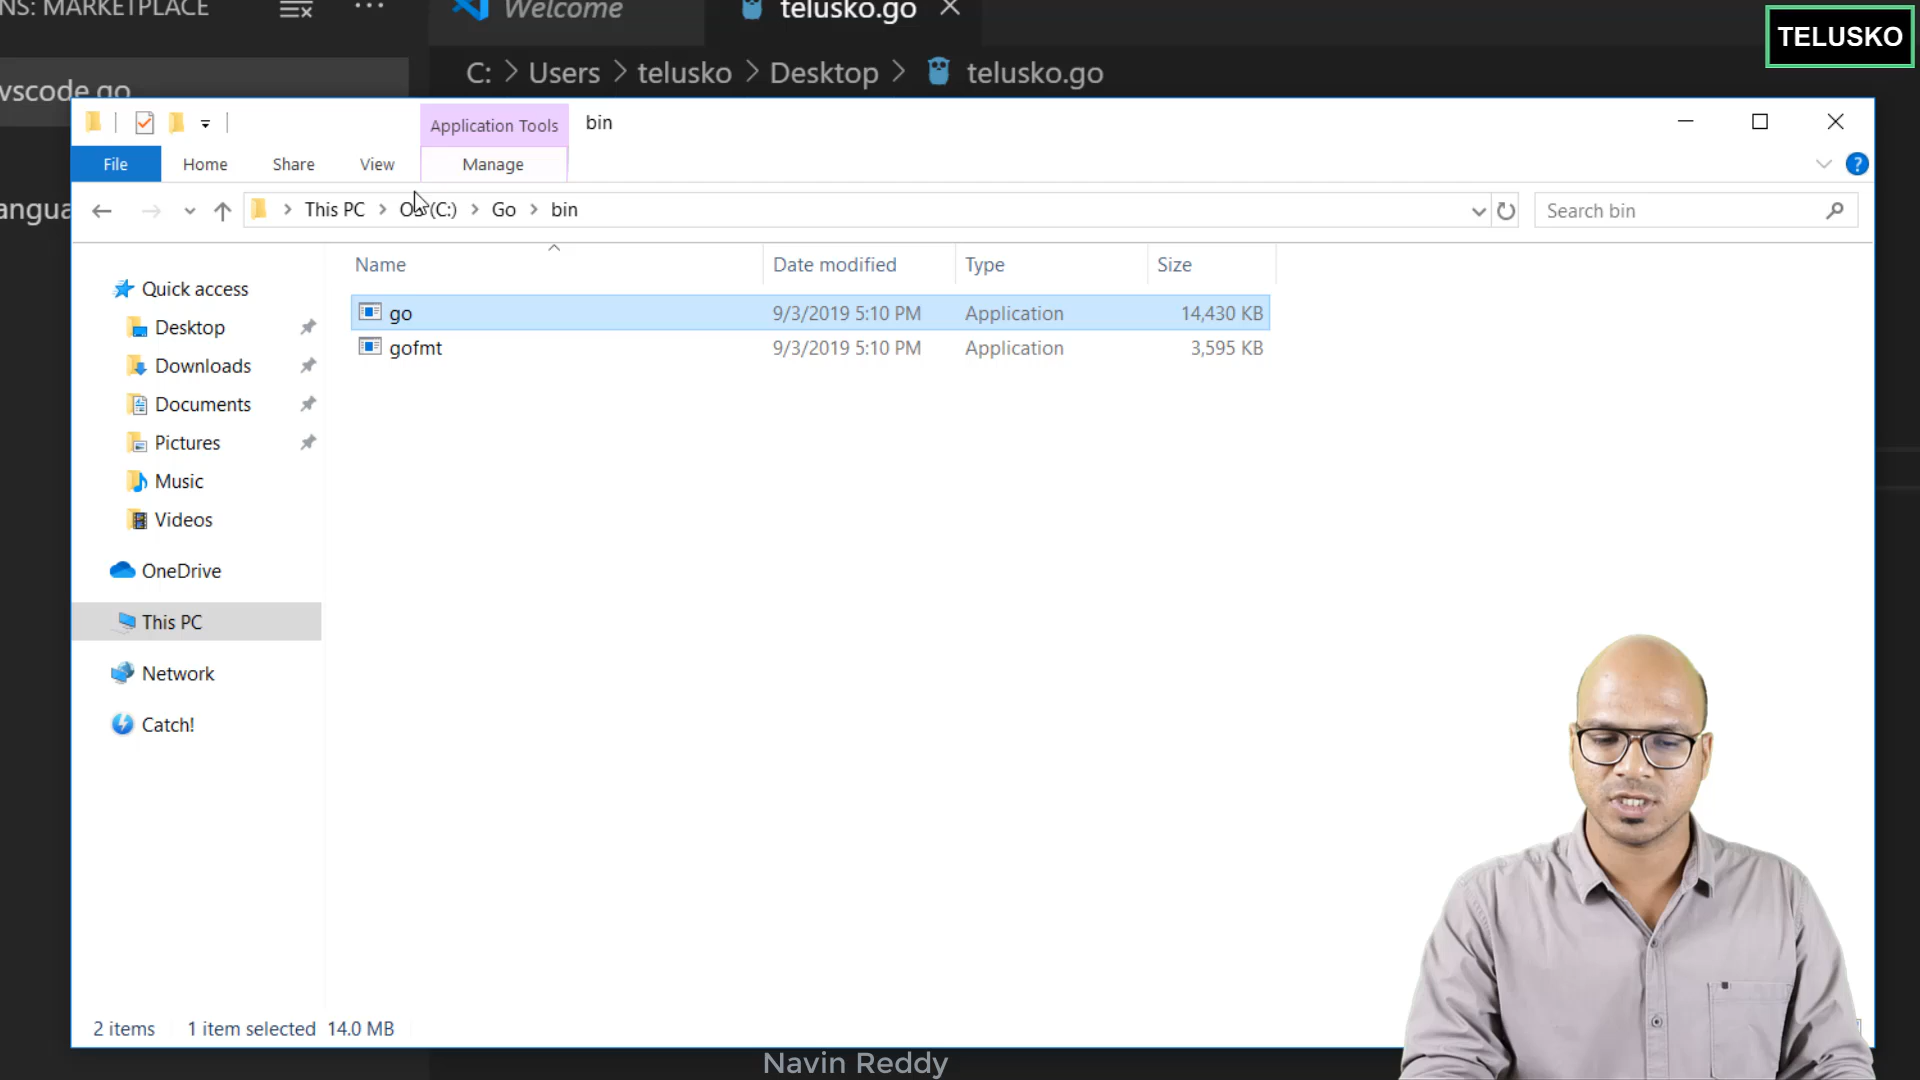 NS: MARKETPLACE
Welcome
telusko.go
TELUSKO
vscode.go
C: > Users > telusko > Desktop > telusko.go
Application Tools
bin
File
Home
Share
View
Manage
This PC
(C:)
Go
bin
Search bin
Name
Date modified
Type
Size
Quick access
go
9/3/2019 5:10 PM
Application
14,430 KB
Desktop
gofmt
9/3/2019 5:10 PM
Application
3,595 KB
Downloads
Documents
Pictures
Music
Videos
OneDrive
This PC
Network
Catch!
2 items
1 item selected
14.0 MB
Navin Reddy